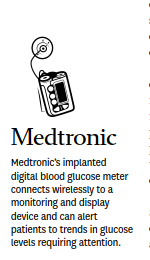 Medtronic
Medtronic's implanted
digital blood glucose meter
connects wirelessly to a
monitoring and display
device and can alert
patients to trends in glucose
levels requiring attention.